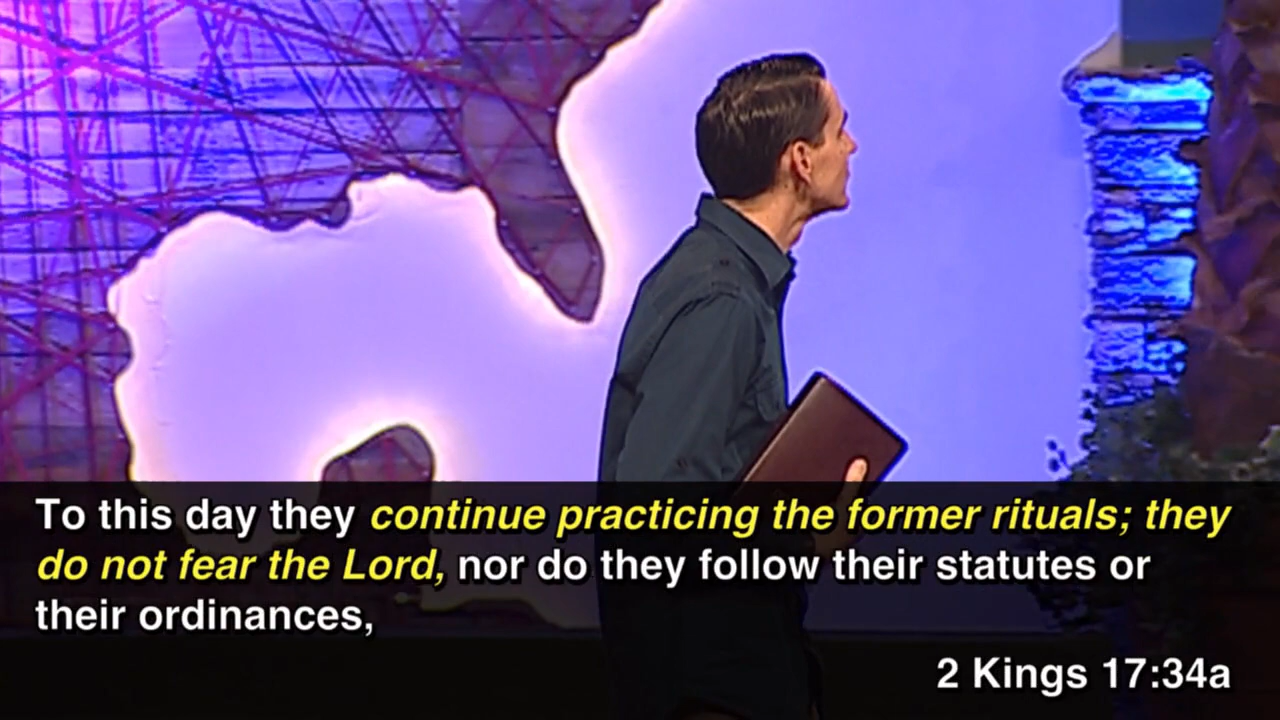 To this day they continue practicing the former rituals; they
do not fear the Lord, nor do they follow their statutes or
their ordinances,
2 Kings 17:34a